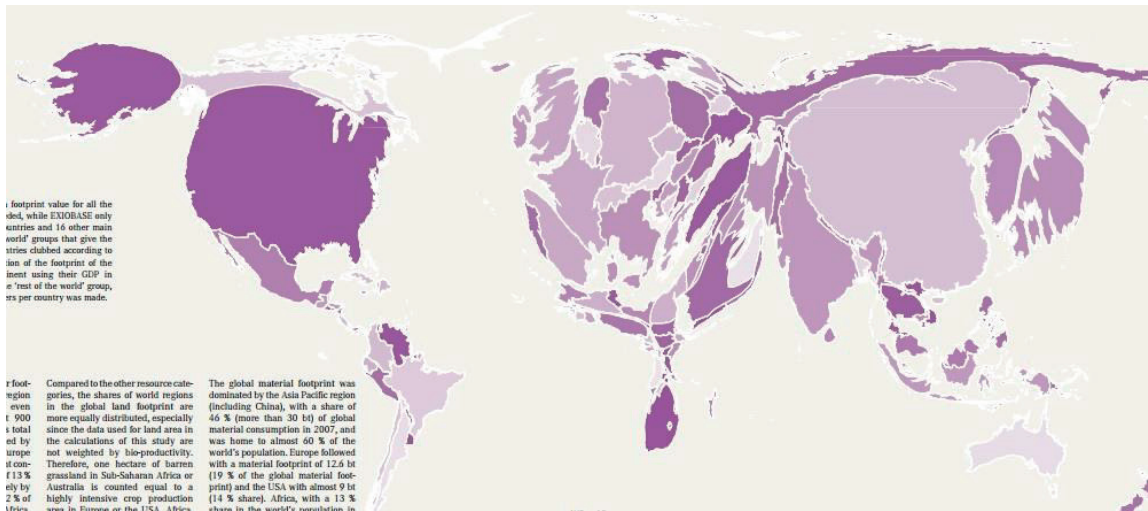 footprint value for all the
ded, while EXIOBASE only
ountries and 16 other main
world' groups that give the
ntries clubbed according to
tion of the footprint of the
inent using their GDP in
e 'rest of the world' group,
ers per country was made.
r foot-
region
even
900
total
ed by
urope
nt con-
f 13 %
ely by
2 % of
Africa,
Compared to the other resource cate-
gories, the shares of world regions
in the global land footprint are
more equally distributed, especially
since the data used for land area in
the calculations of this study are
not weighted by bio-productivity.
Therefore, one hectare of barren
grassland in Sub-Saharan Africa or
Australia is counted equal to a
highly intensive crop production
area in Europe or the USA. Africa,
The global material footprint was
dominated by the Asia Pacific region
(including China), with a share of
46 % (more than 30 bt) of global
material consumption in 2007, and
was home to almost 60 % of the
world's population. Europe followed
with a material footprint of 12.6 bt
(19 % of the global material foot-
print) and the USA with almost 9 bt
(14 % share). Africa, with a 13 %
share in the world's population in